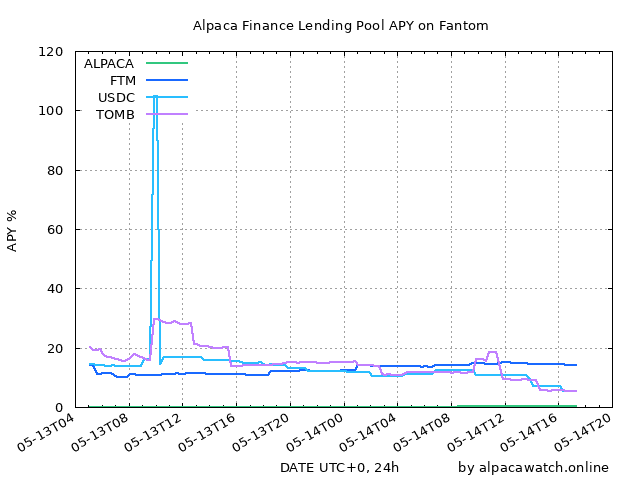 Alpaca Finance Lending Pool APY on Fantom
120
100
80
60
40
20
0
APY %
ALPACA
FTM
USDC
TOMB
05-13T04
05-13T08
05-13T12
05-13T16
05-13T20
05-14T00
05-14T04
05-14T08
05-14T12
05-14T16
05-14T20
DATE UTC+0, 24h
by alpacawatch.online